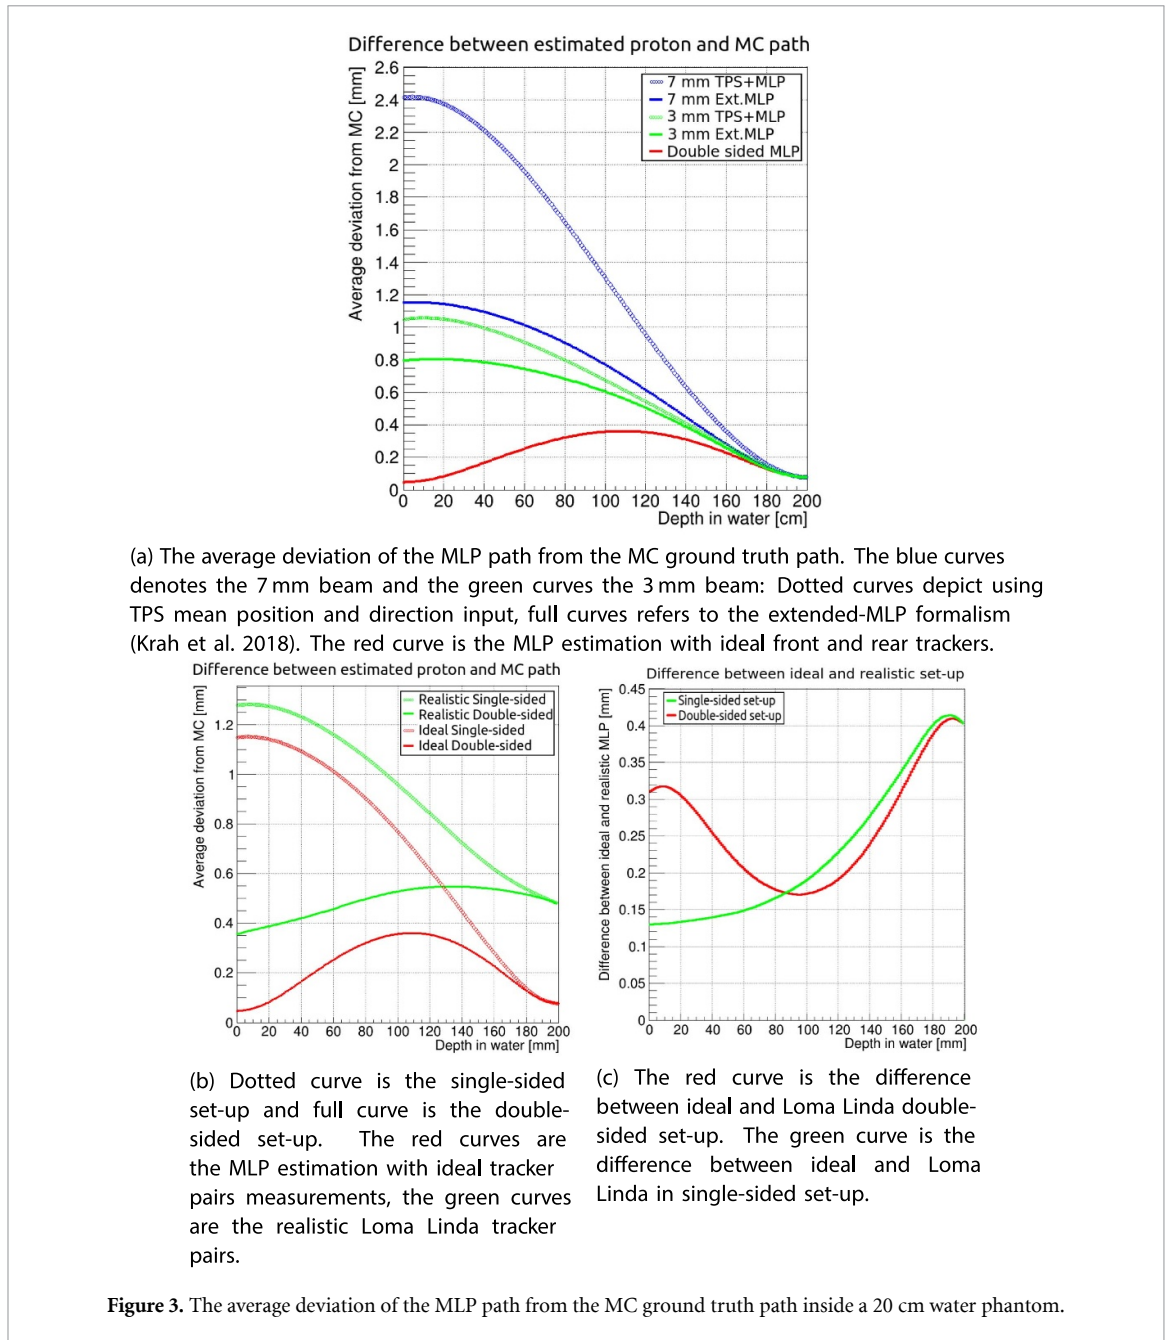 Difference between estimated proton and MC path
Average deviation from MC [mm]
2.6
2.4
2.2
2
1.8
1.6
1.4
1.2
1
0.8
0.6
0.4
0.2
0
7 mm TPS+MLP
7 mm Ext.MLP
3 mm TPS+MLP
3 mm Ext.MLP
Double sided MLP
0 20 40 60 80 100 120 140 160 180 200
Depth in water [cm]
(a) The average deviation of the MLP path from the MC ground truth path. The blue curves
denotes the 7 mm beam and the green curves the 3 mm beam: Dotted curves depict using
TPS mean position and direction input, full curves refers to the extended-MLP formalism
(Krah et al. 2018). The red curve is the MLP estimation with ideal front and rear trackers.
Difference between estimated proton and MC path
Average deviation from MC [mm]
1.2
1
0.8
0.6
0.4
0.2
0
Realistic Single-sided
Realistic Double-sided
Ideal Single-sided
Ideal Double-sided
0 20 40 60 80 100 120 140 160 180 200
Depth in water [mm]
(b) Dotted curve is the single-sided
set-up and full curve is the double-
sided set-up. The red curves are
the MLP estimation with ideal tracker
pairs measurements, the green curves
are the realistic Loma Linda tracker
pairs.
Difference between ideal and realistic set-up
Difference between ideal and realistic MLP [mm]
0.45
0.4
0.35
0.3
0.25
0.2
0.15
0.1
0.05
0
Single-sided set-up
Double-sided set-up
0 20 40 60 80 100 120 140 160 180 200
Depth in water [mm]
(c) The red curve is the difference
between ideal and Loma Linda double-
sided set-up. The green curve is the
difference between ideal and Loma
Linda in single-sided set-up.
Figure 3. The average deviation of the MLP path from the MC ground truth path inside a 20 cm water phantom.